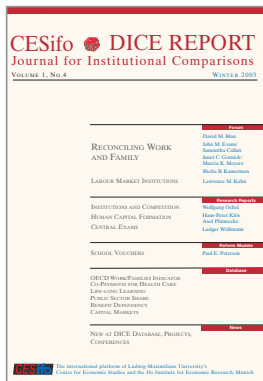 CESifo DICE REPORT
Journal for Institutional Comparisons
VOLUME 1, NO.4 WINTER 2003
Forum
RECONCILING WORK
AND FAMILY
David M. Blau
John M. Evans/
Samantha Callan
Janet C. Gornick/
Marcia K. Meyers
Sheila B. Kamerman
LABOUR MARKET INSTITUTIONS Lawrence M. Kahn
Research Reports
INSTITUTIONS AND COMPETITION Wolfgang Ochel
HUMAN CAPITAL FORMATION Hans-Peter Klös
Axel Plünnecke
CENTRAL EXAMS Ludger Wößmann
Reform Models
SCHOOL VOUCHERS Paul E. Peterson
Database
OECD WORK/FAMILIES INDICATOR
CO-PAYMENTS FOR HEALTH CARE
LIFE-LONG LEARNING
PUBLIC SECTOR SHARE
BENEFIT DEPENDENCY
CAPITAL MARKETS
News
NEW AT DICE DATABASE, PROJECTS,
CONFERENCES
CESifo The international platform of Ludwig-Maximilians University's
Center for Economic Studies and the Ifo Institute for Economic Research, Munich